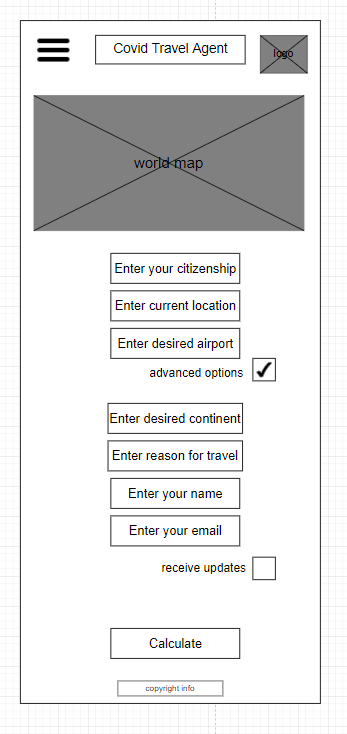 Covid Travel Agent
logo
world map
Enter your citizenship
Enter current location
Enter desired airport
advanced options
Enter desired continent
Enter reason for travel
Enter your name
Enter your email
receive updates
Calculate
copyright info